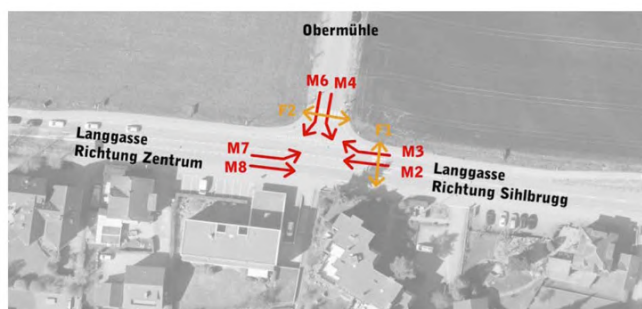 Obermühle
M6 M4
F2
F1
Langgasse
Richtung Zentrum
M7
M8
M3
M2
Langgasse
Richtung Sihlbrugg